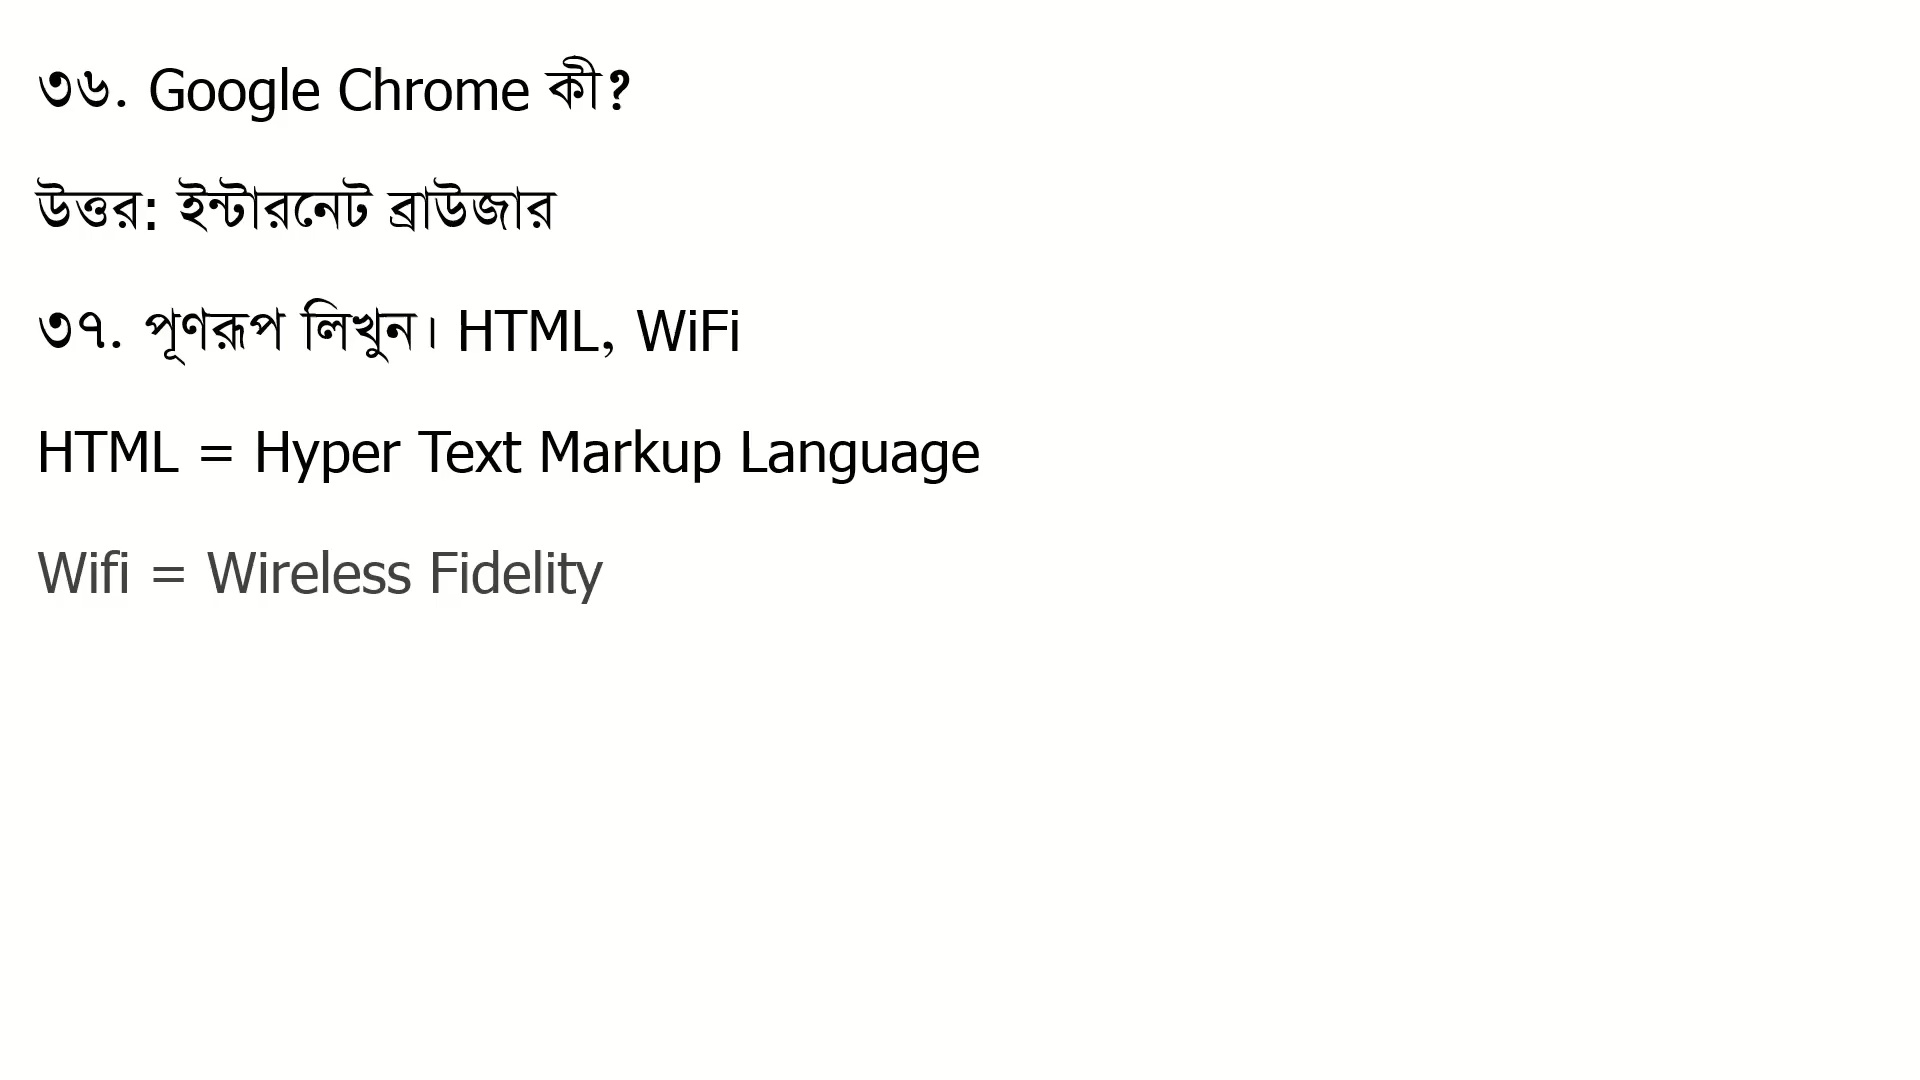 ৩৬. Google Chrome কী?
উত্তর: ইন্টারনেট ব্রাউজার
৩৭. পূণরূপ লিখুন। HTML, WiFi
HTML = Hyper Text Markup Language
Wifi = Wireless Fidelity